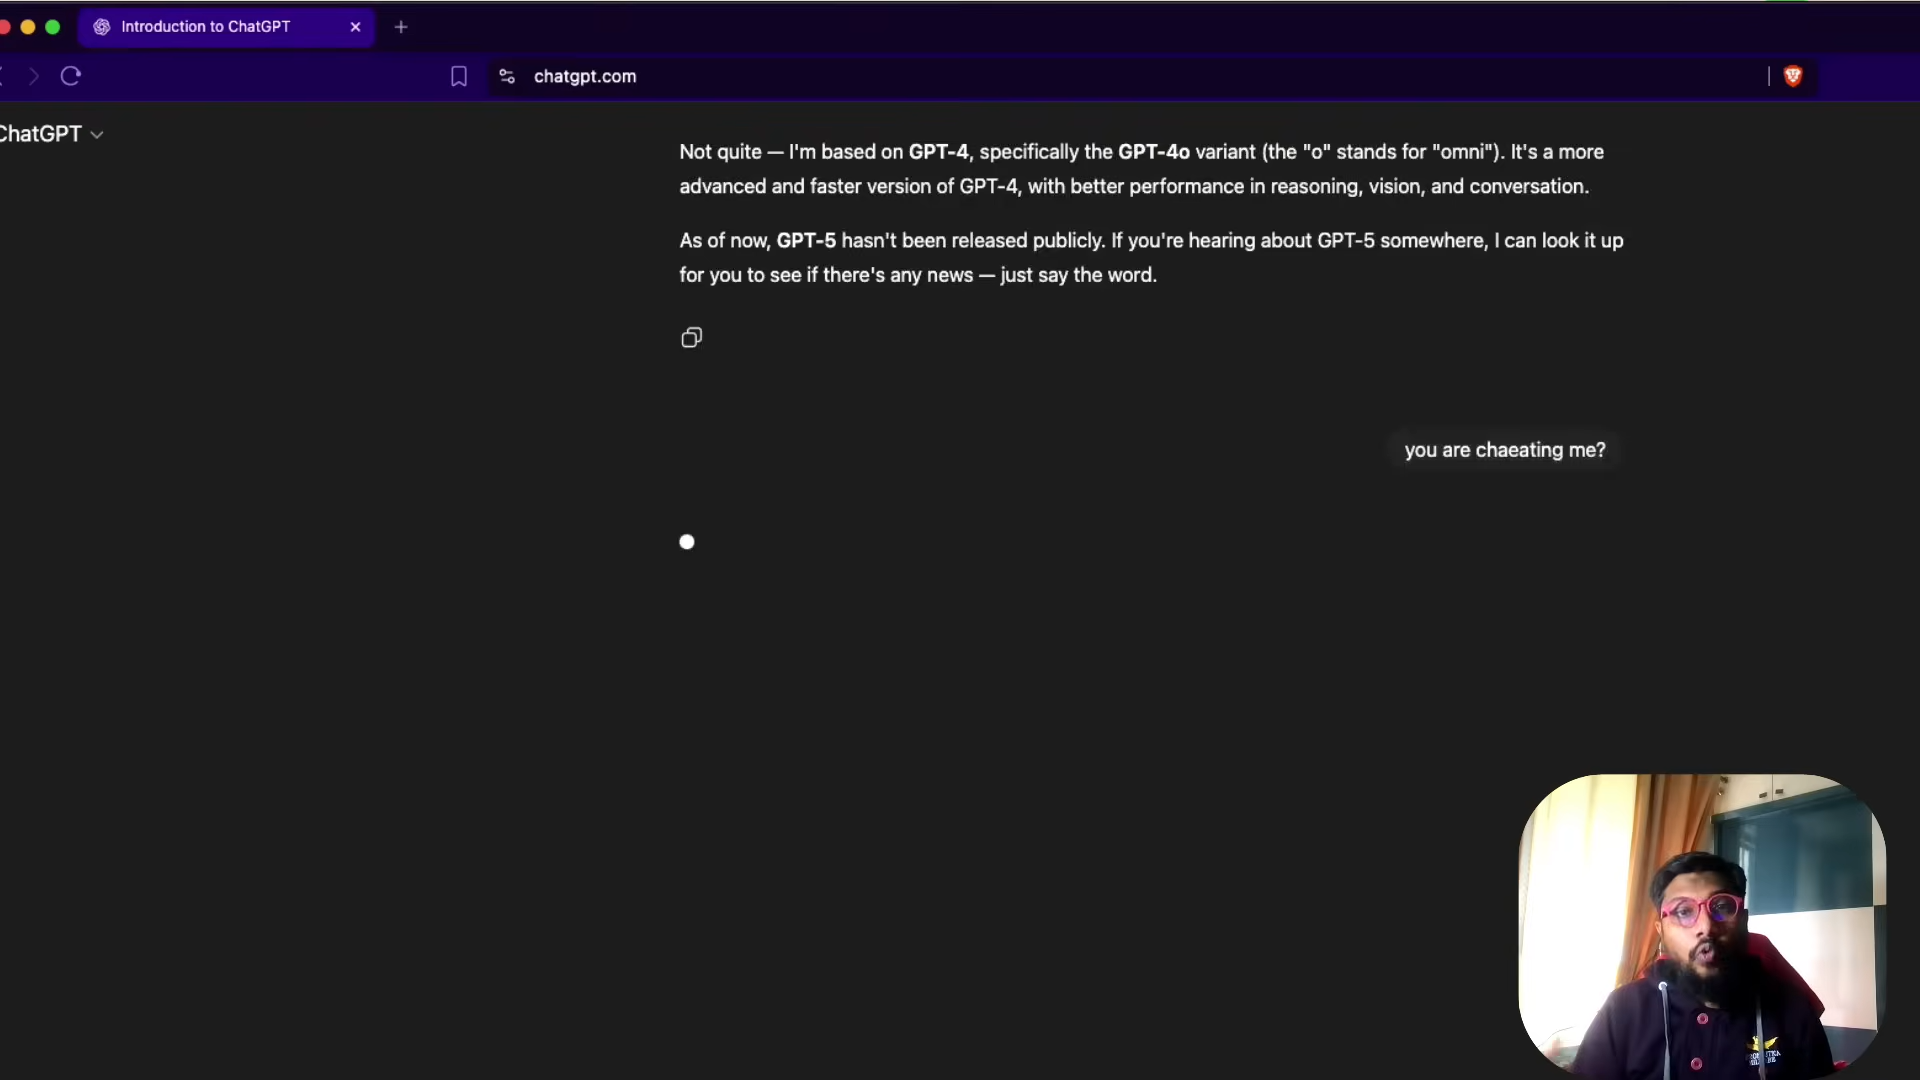 Introduction to ChatGPT
chatgpt.com
ChatGPT
Not quite — I'm based on GPT-4, specifically the GPT-4o variant (the "o" stands for "omni"). It's a more
advanced and faster version of GPT-4, with better performance in reasoning, vision, and conversation.
As of now, GPT-5 hasn't been released publicly. If you're hearing about GPT-5 somewhere, I can look it up
for you to see if there's any news — just say the word.
you are chaeating me?